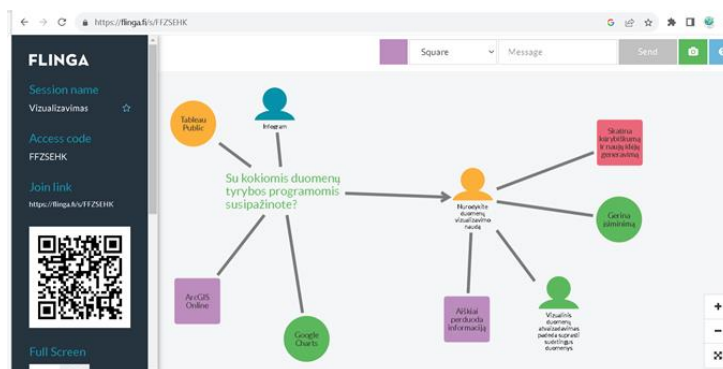 https://flinga.fi/s/FFZSEHK
FLINGA
Session name
Vizualizavimas
Access code
FFZSEHK
Join link
https://flinga.fi/s/FFZSEHK
Full Screen
Square
Message
Send
Tableau
Public
Infogram
Su kokiomis duomenų
tyrybos programomis
susipažinote?
ArcGIS
Online
Google
Charts
Nurodykite
duomenų
vizualizavimo
naudą
Skatina
kūrybiškumą
ir naujų idėjų
generavimą
Gerina
įsiminimą
Aiškiai
perduoda
informaciją
Vizualinis
duomenų
atvaizdavimas
padeda suprasti
sudėtingus
duomenys.